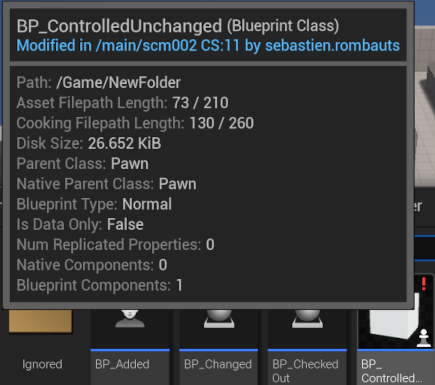 BP_ControlledUnchanged (Blueprint Class)
Modified in /main/scm002 CS:11 by sebastien.rombauts
Path: /Game/NewFolder
Asset Filepath Length: 73 / 210
Cooking Filepath Length: 130 / 260
Disk Size: 26.652 KiB
Parent Class: Pawn
Native Parent Class: Pawn
Blueprint Type: Normal
Is Data Only: False
Num Replicated Properties: 0
Native Components: 0
Blueprint Components: 1
er
!
Ignored
BP_Added
BP_Changed
BP_Checked
Out
BP_
Controlled...